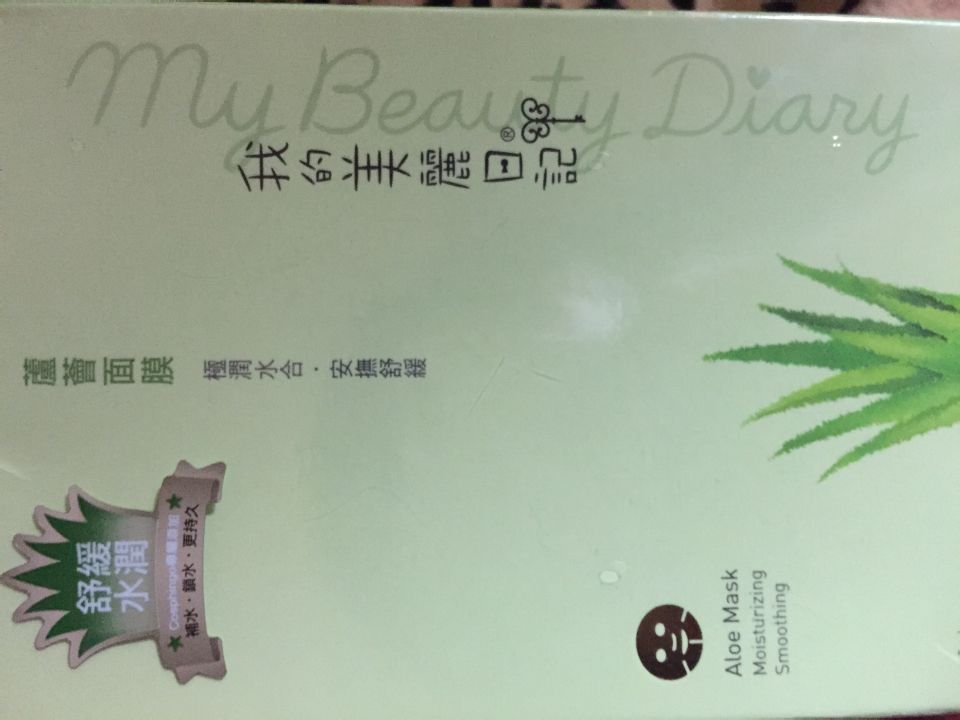 My Beauty Diary
我的美麗日記®
蘆薈面膜
極潤水合・安撫舒緩
舒緩
水潤
補水・鎖水・更持久
Aloe Mask
Moisturizing
Smoothing